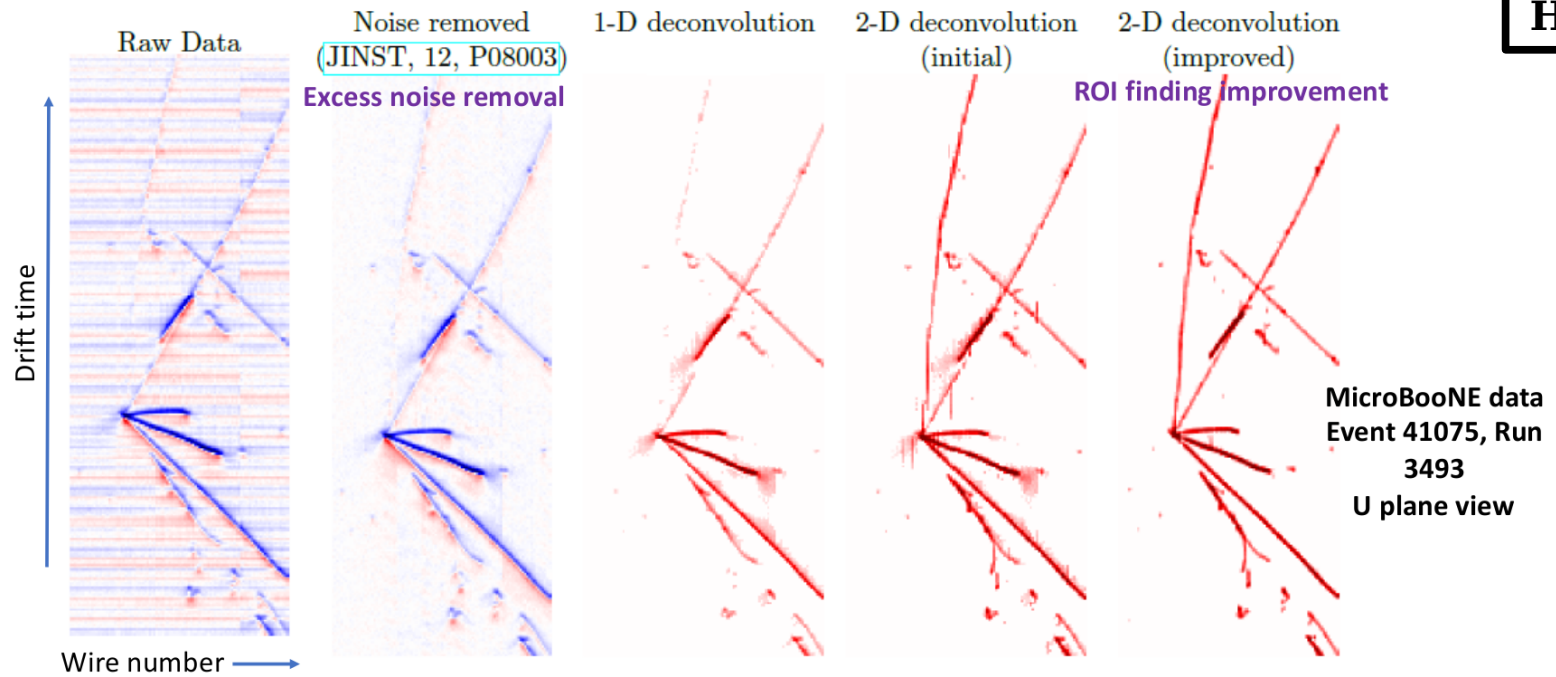 Raw Data
Noise removed
(JINST, 12, P08003)
Excess noise removal
1-D deconvolution
2-D deconvolution
(initial)
2-D deconvolution
(improved)
ROI finding improvement
H
Drift time
MicroBooNE data
Event 41075, Run
3493
U plane view
Wire number